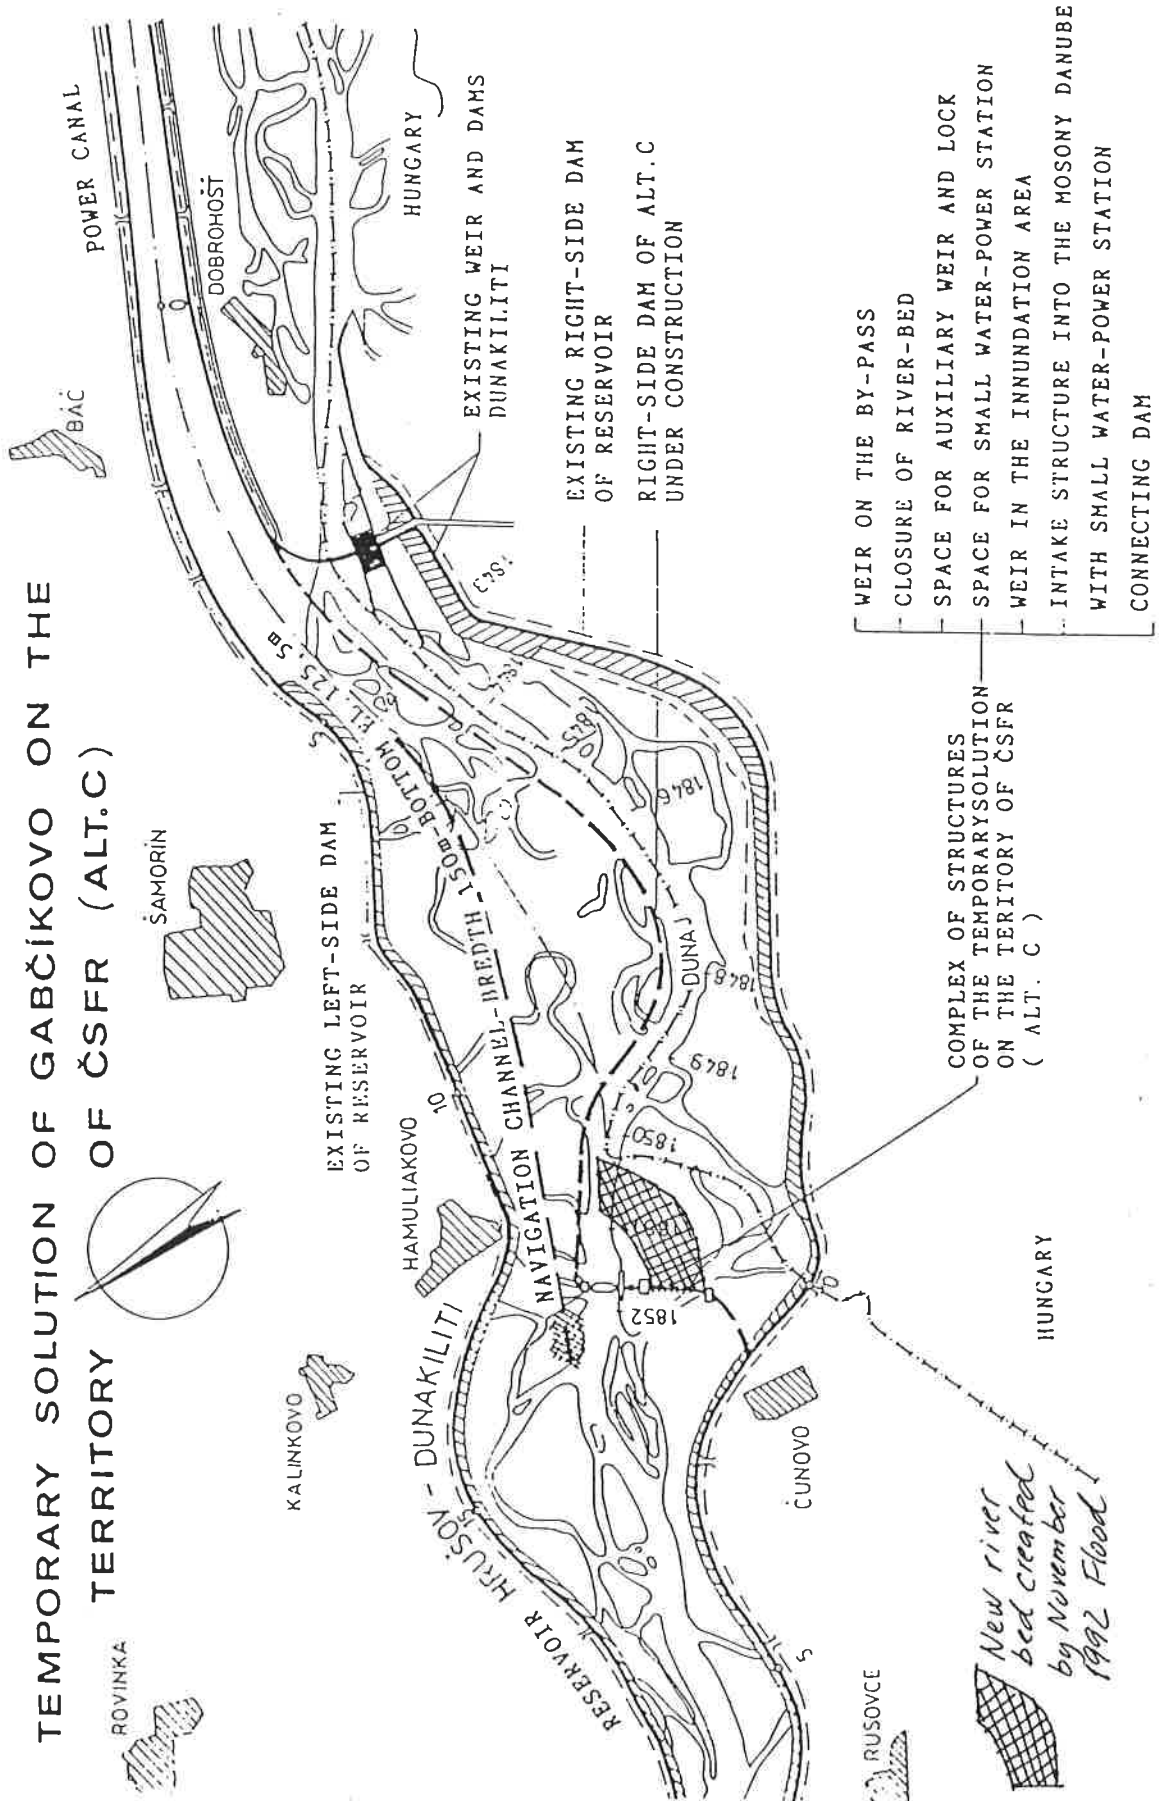 TEMPORARY SOLUTION OF GABČÍKOVO ON THE
TERRITORY OF ČSFR (ALT.C)
ROVINKA
KALINKOVO
HAMULIAKOVO
ŠAMORÍN
BÁČ
POWER CANAL
DOBROHOŠŤ
EXISTING LEFT-SIDE DAM
OF RESERVOIR
RESERVOIR HRUŠOV - DUNAKILITI
NAVIGATION CHANNEL-BREDTH 150m-BOTTOM EL. 125,5m
15
10
5
1852
1850
1849
1848
1846
1845
1843
DUNAJ
0
5
ČUNOVO
RUSOVCE
HUNGARY
HUNGARY
EXISTING WEIR AND DAMS
DUNAKILITI
EXISTING RIGHT-SIDE DAM
OF RESERVOIR
RIGHT-SIDE DAM OF ALT.C
UNDER CONSTRUCTION
COMPLEX OF STRUCTURES
OF THE TEMPORARYSOLUTION
ON THE TERITORY OF ČSFR
( ALT. C )
WEIR ON THE BY-PASS
CLOSURE OF RIVER-BED
SPACE FOR AUXILIARY WEIR AND LOCK
SPACE FOR SMALL WATER-POWER STATION
WEIR IN THE INNUNDATION AREA
INTAKE STRUCTURE INTO THE MOSONY DANUBE
WITH SMALL WATER-POWER STATION
CONNECTING DAM
New river
bed created
by November
1992 Flood